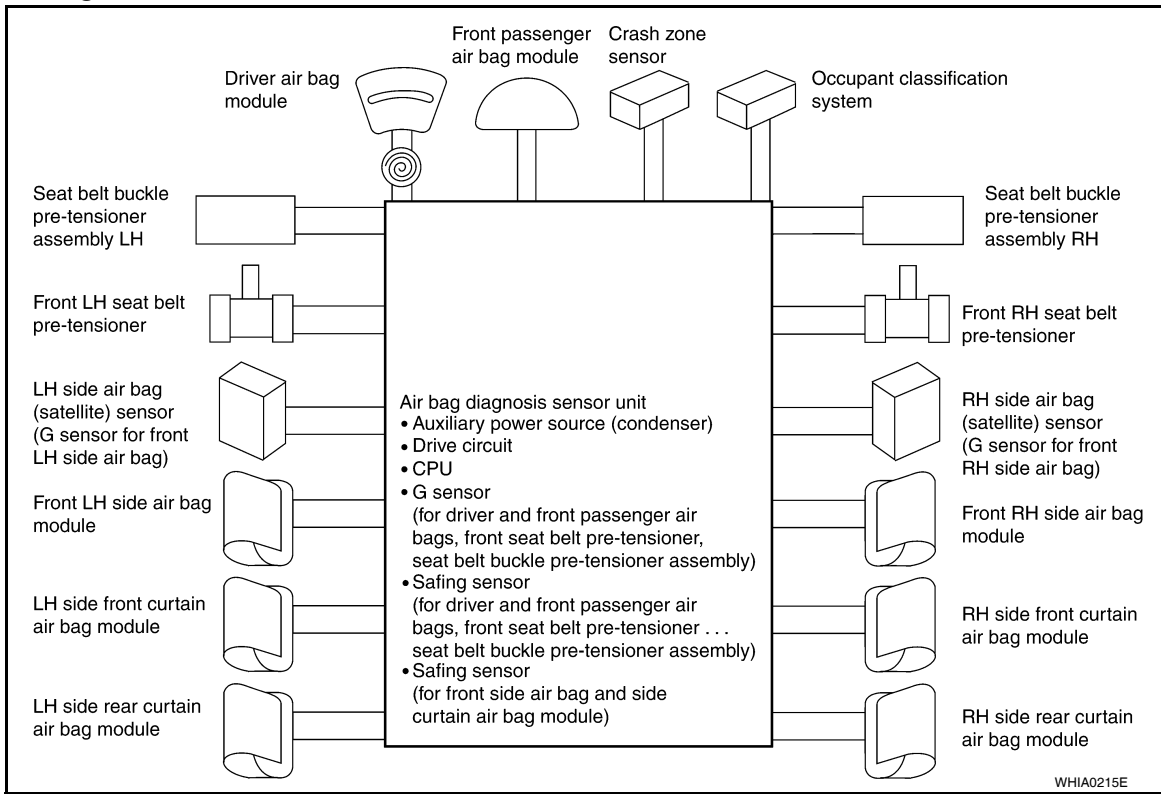 Front passenger
air bag module
Crash zone
sensor
Driver air bag
module
Occupant classification
system
Seat belt buckle
pre-tensioner
assembly LH
Seat belt buckle
pre-tensioner
assembly RH
Front LH seat belt
pre-tensioner
Front RH seat belt
pre-tensioner
LH side air bag
(satellite) sensor
(G sensor for front
LH side air bag)
Air bag diagnosis sensor unit
• Auxiliary power source (condenser)
• Drive circuit
• CPU
• G sensor
(for driver and front passenger air
bags, front seat belt pre-tensioner,
seat belt buckle pre-tensioner assembly)
• Safing sensor
(for driver and front passenger air
bags, front seat belt pre-tensioner . . .
seat belt buckle pre-tensioner assembly)
• Safing sensor
(for front side air bag and side
curtain air bag module)
RH side air bag
(satellite) sensor
(G sensor for front
RH side air bag)
Front LH side air bag
module
Front RH side air bag
module
LH side front curtain
air bag module
RH side front curtain
air bag module
LH side rear curtain
air bag module
RH side rear curtain
air bag module
WHIA0215E